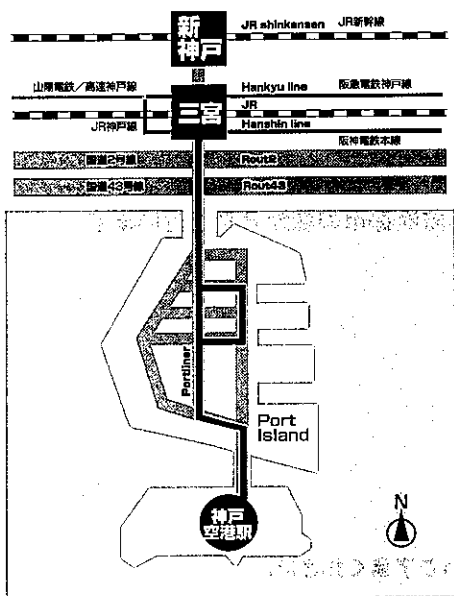 新
神戸
JR shinkansen
JR新幹線
山陽電鉄／高速神戸線
Hankyu line
阪急電鉄神戸線
三宮
JR
JR神戸線
Hanshin line
阪神電鉄本線
国道2号線
Route2
国道43号線
Route43
Portliner
Port
Island
神戸
空港駅
N